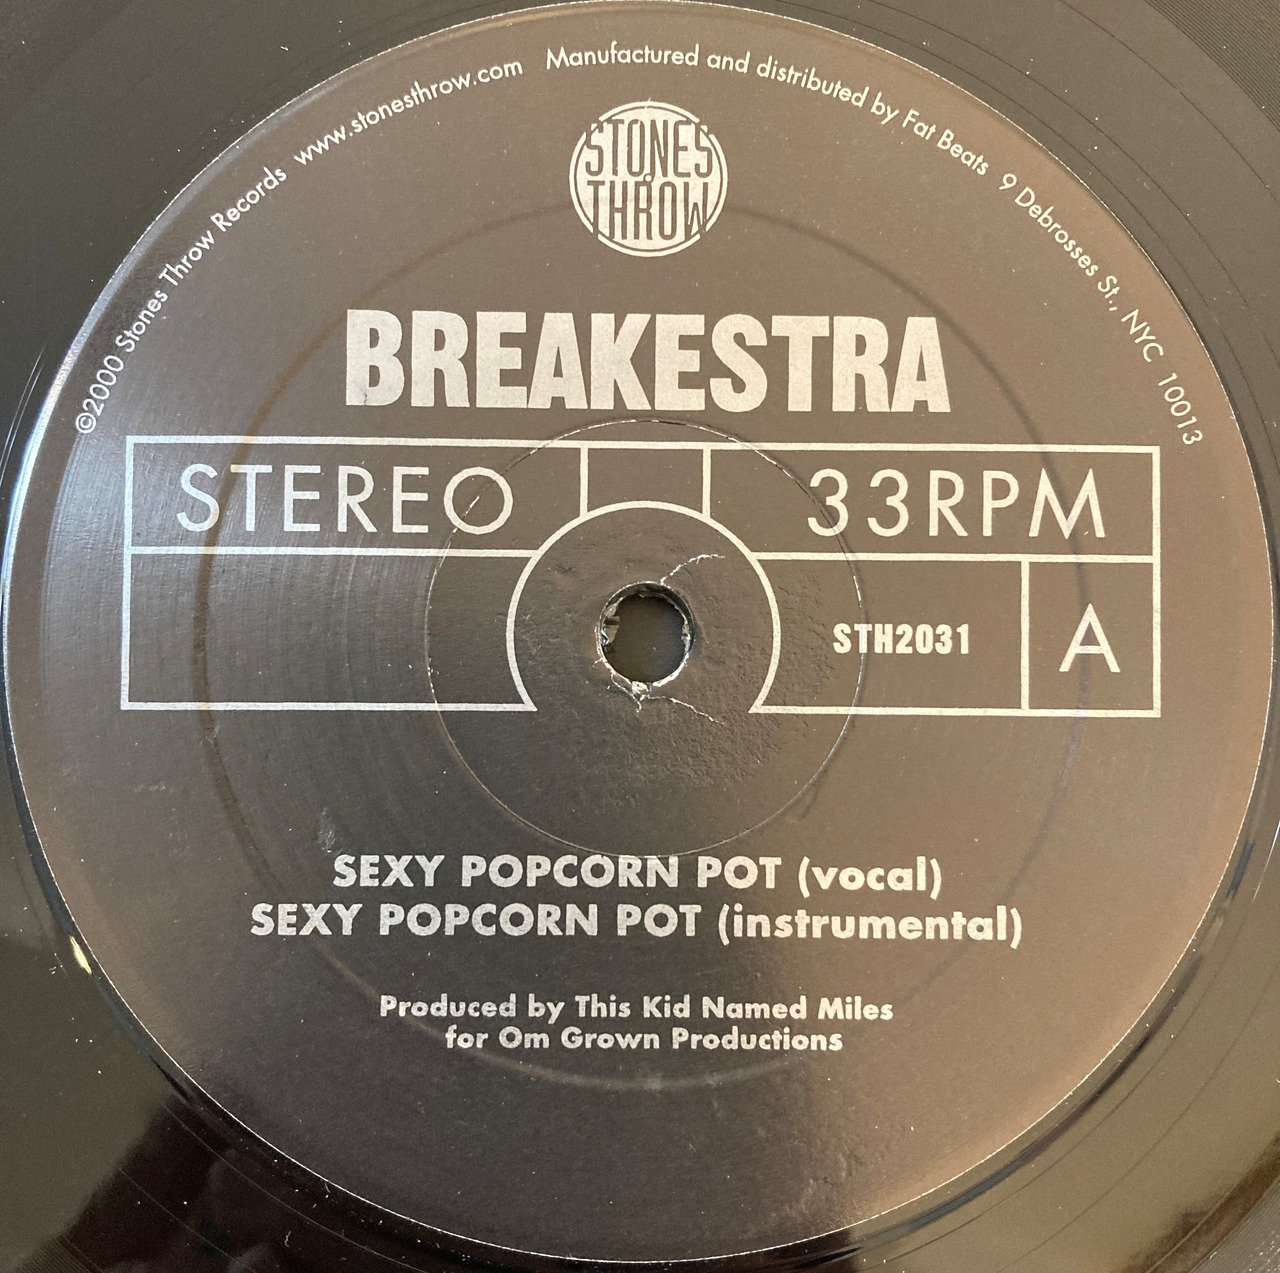 ©2000 Stones Throw Records www.stonesthrow.com Manufactured and distributed by Fat Beats 9 Debrosses St., NYC 10013
STONES
THROW
BREAKESTRA
STEREO
33RPM
STH2031
A
SEXY POPCORN POT (vocal)
SEXY POPCORN POT (instrumental)
Produced by This Kid Named Miles
for Om Grown Productions